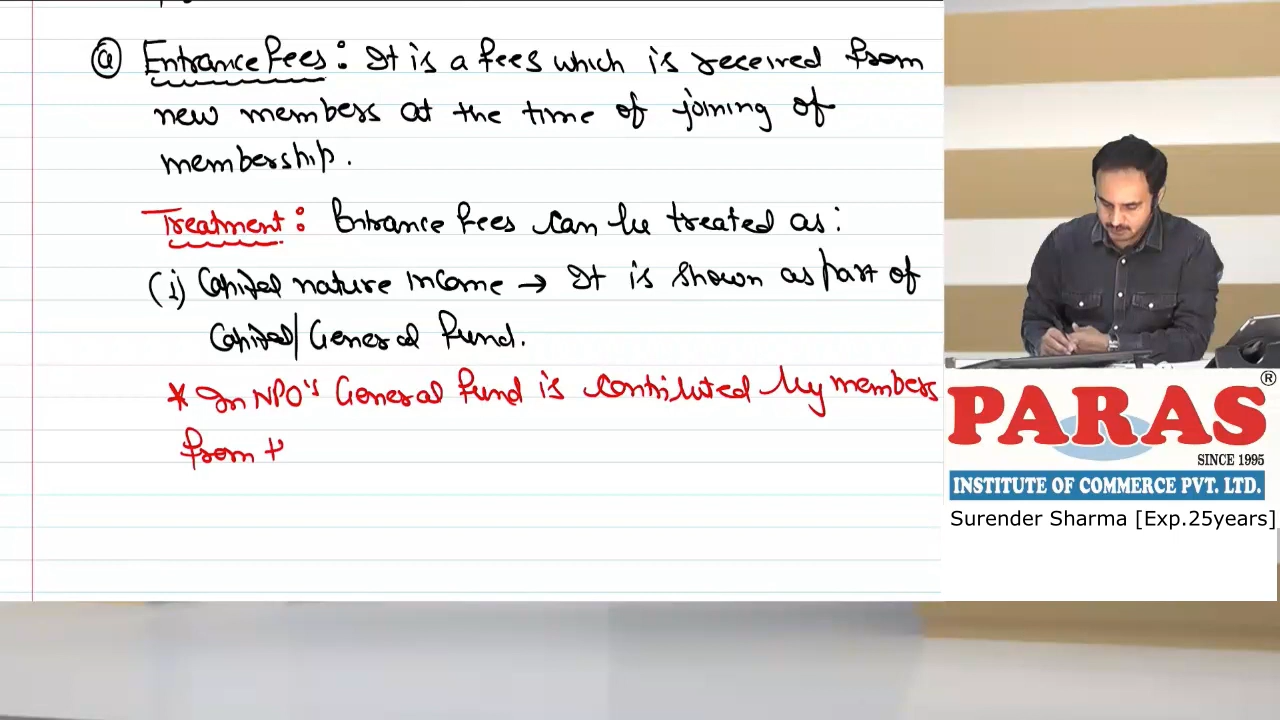 (a) Entrance fees: It is a fees which is received from
new members at the time of joining of
membership.
Treatment: Entrance fees can be treated as:
(i) Capital nature income → It is shown as part of
Capital/General fund.
* In NPO's General fund is contributed by members
from t
PARAS®
SINCE 1995
INSTITUTE OF COMMERCE PVT. LTD.
Surender Sharma [Exp.25years]